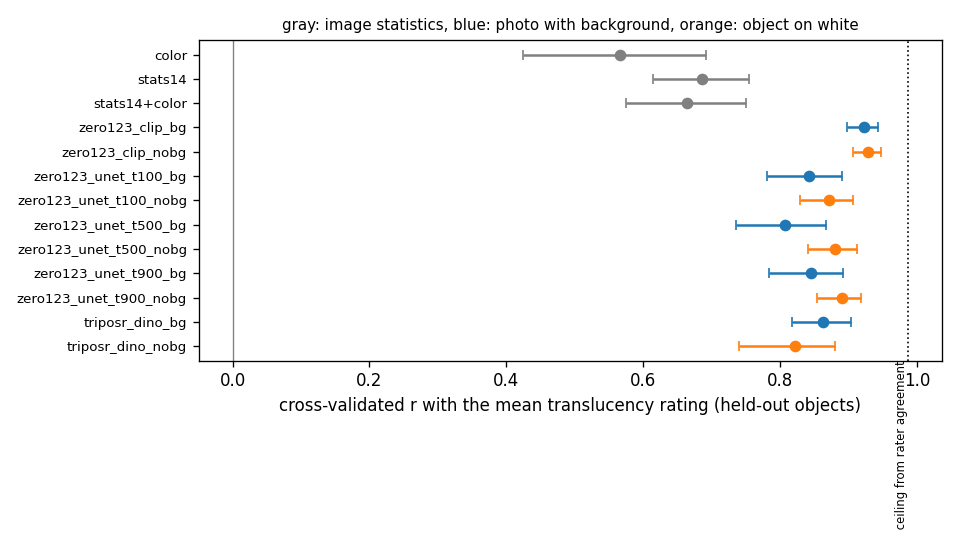 gray: image statistics, blue: photo with background, orange: object on white
color
stats14
stats14+color
zero123_clip_bg
zero123_clip_nobg
zero123_unet_t100_bg
zero123_unet_t100_nobg
zero123_unet_t500_bg
zero123_unet_t500_nobg
zero123_unet_t900_bg
zero123_unet_t900_nobg
triposr_dino_bg
triposr_dino_nobg
0.0 0.2 0.4 0.6 0.8 1.0
cross-validated r with the mean translucency rating (held-out objects)
ceiling from rater agreement